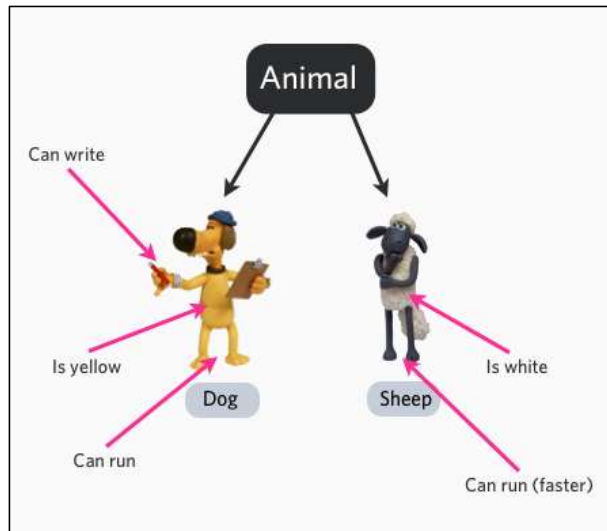 Animal
Can write
Is yellow
Is white
Dog
Sheep
Can run
Can run (faster)